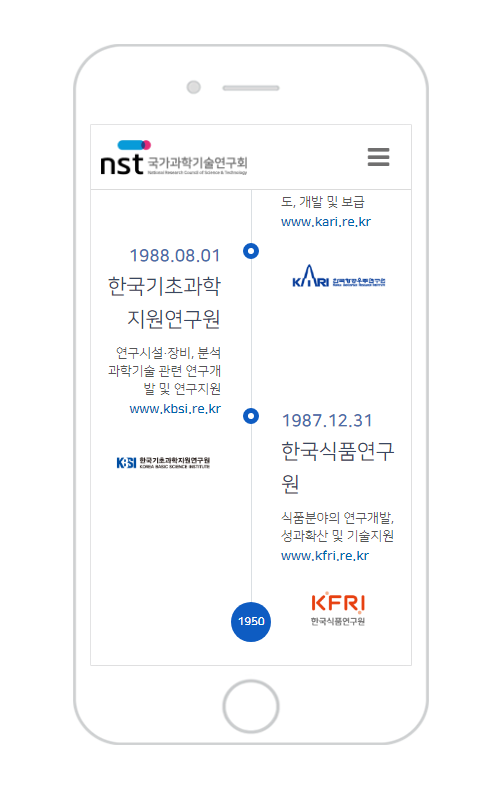 nst 국가과학기술연구회
National Research Council of Science & Technology
도, 개발 및 보급
www.kari.re.kr
KARI 한국항공우주연구원
1988.08.01
한국기초과학
지원연구원
연구시설·장비, 분석
과학기술 관련 연구개
발 및 연구지원
www.kbsi.re.kr
KBSI 한국기초과학지원연구원
KOREA BASIC SCIENCE INSTITUTE
1987.12.31
한국식품연구
원
식품분야의 연구개발,
성과확산 및 기술지원
www.kfri.re.kr
KFRI
한국식품연구원
1950